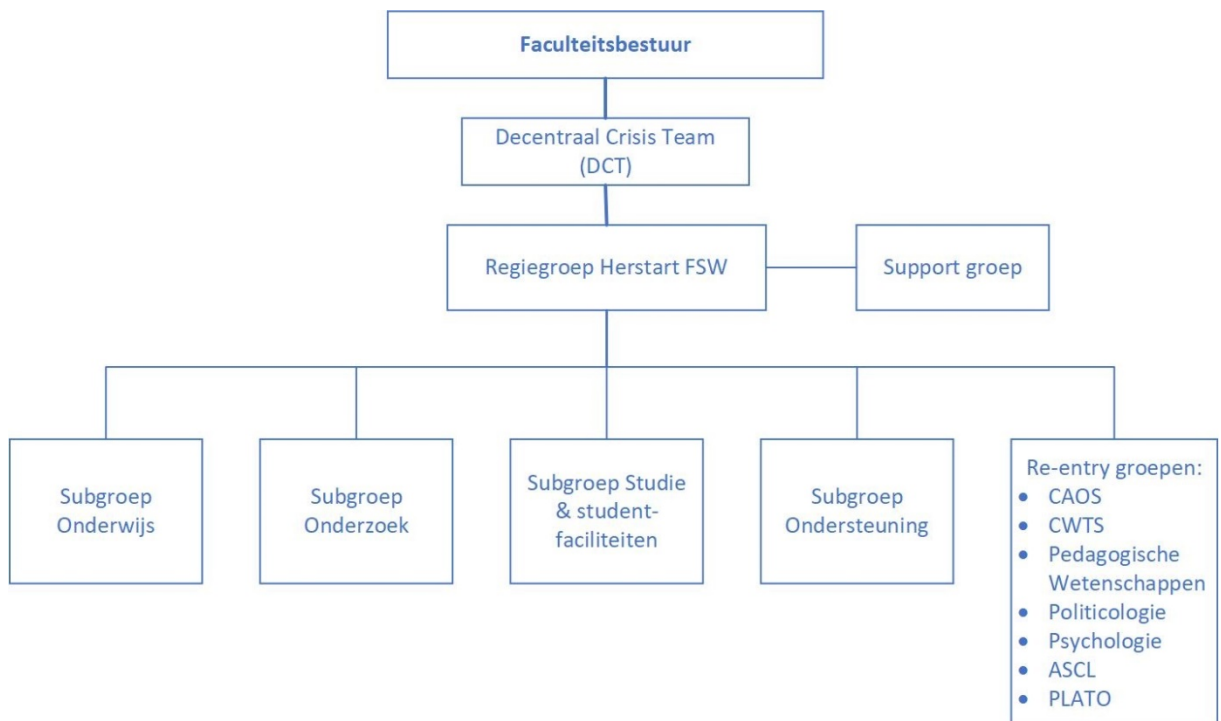 Faculteitsbestuur
Decentraal Crisis Team
(DCT)
Regiegroep Herstart FSW
Support groep
Subgroep
Onderwijs
Subgroep
Onderzoek
Subgroep Studie
& student-
faciliteiten
Subgroep
Ondersteuning
Re-entry groepen:
• CAOS
• CWTS
• Pedagogische
Wetenschappen
• Politicologie
• Psychologie
• ASCL
• PLATO